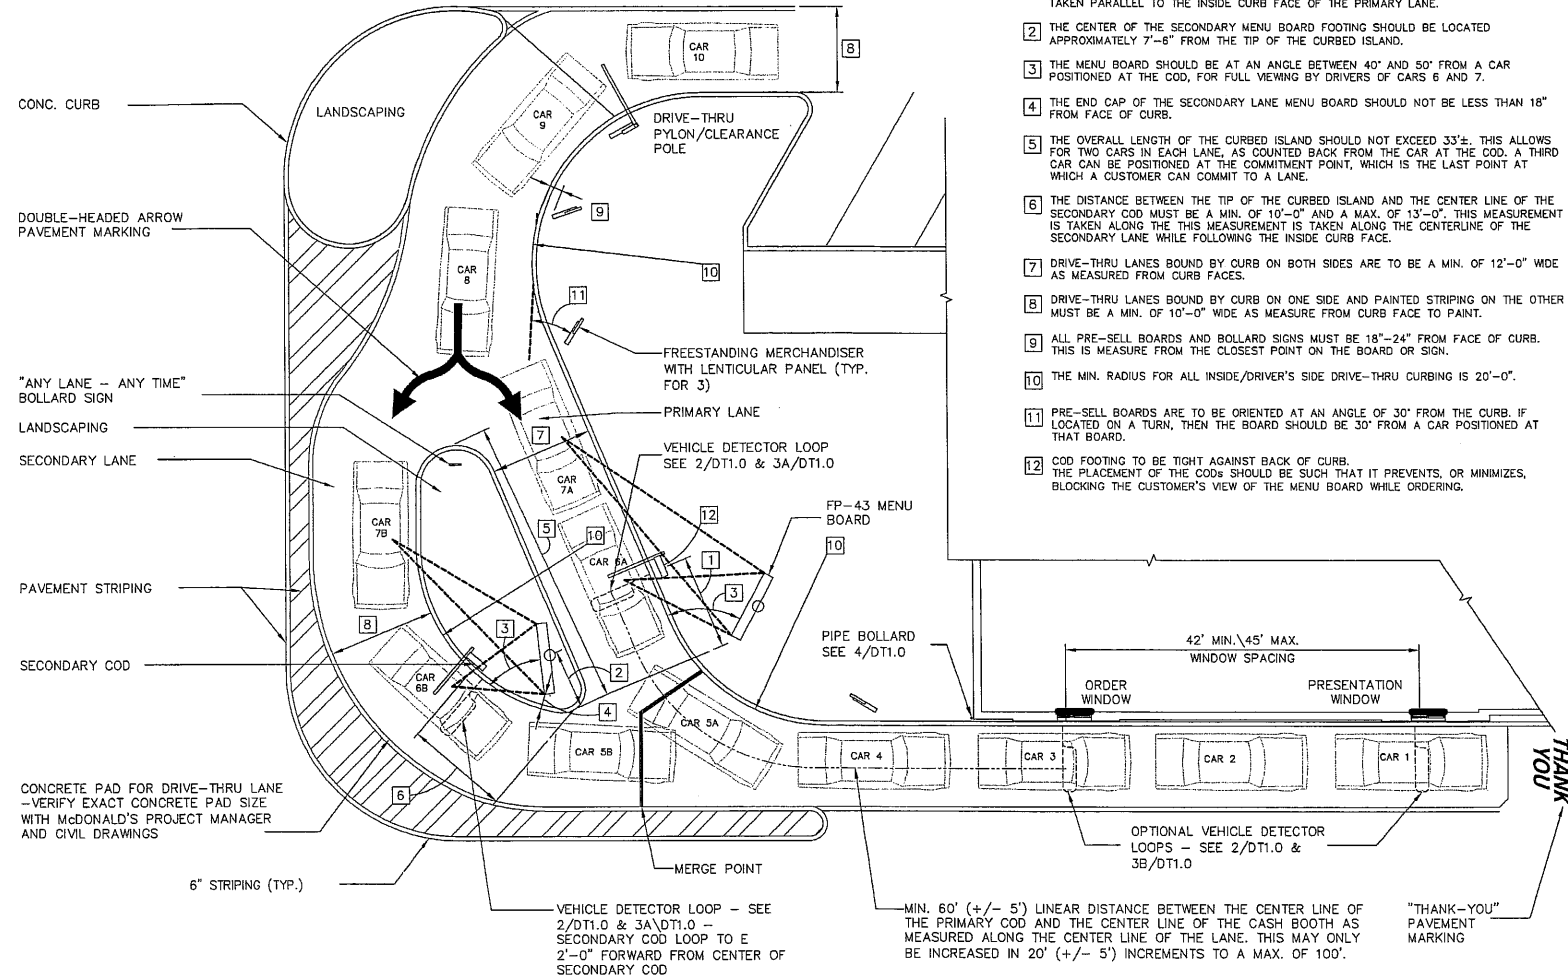 TAKEN PARALLEL TO THE INSIDE CURB FACE OF THE PRIMARY LANE.
2 THE CENTER OF THE SECONDARY MENU BOARD FOOTING SHOULD BE LOCATED
APPROXIMATELY 7'-6" FROM THE TIP OF THE CURBED ISLAND.
3 THE MENU BOARD SHOULD BE AT AN ANGLE BETWEEN 40° AND 50° FROM A CAR
POSITIONED AT THE COD, FOR FULL VIEWING BY DRIVERS OF CARS 6 AND 7.
4 THE END CAP OF THE SECONDARY LANE MENU BOARD SHOULD NOT BE LESS THAN 18"
FROM FACE OF CURB.
5 THE OVERALL LENGTH OF THE CURBED ISLAND SHOULD NOT EXCEED 33'±. THIS ALLOWS
FOR TWO CARS IN EACH LANE, AS COUNTED BACK FROM THE CAR AT THE COD. A THIRD
CAR CAN BE POSITIONED AT THE COMMITMENT POINT, WHICH IS THE LAST POINT AT
WHICH A CUSTOMER CAN COMMIT TO A LANE.
6 THE DISTANCE BETWEEN THE TIP OF THE CURBED ISLAND AND THE CENTER LINE OF THE
SECONDARY COD MUST BE A MIN. OF 10'-0" AND A MAX. OF 13'-0". THIS MEASUREMENT
IS TAKEN ALONG THE THIS MEASUREMENT IS TAKEN ALONG THE CENTERLINE OF THE
SECONDARY LANE WHILE FOLLOWING THE INSIDE CURB FACE.
7 DRIVE-THRU LANES BOUND BY CURB ON BOTH SIDES ARE TO BE A MIN. OF 12'-0" WIDE
AS MEASURED FROM CURB FACES.
8 DRIVE-THRU LANES BOUND BY CURB ON ONE SIDE AND PAINTED STRIPING ON THE OTHER
MUST BE A MIN. OF 10'-0" WIDE AS MEASURE FROM CURB FACE TO PAINT.
9 ALL PRE-SELL BOARDS AND BOLLARD SIGNS MUST BE 18"-24" FROM FACE OF CURB.
THIS IS MEASURE FROM THE CLOSEST POINT ON THE BOARD OR SIGN.
10 THE MIN. RADIUS FOR ALL INSIDE/DRIVER'S SIDE DRIVE-THRU CURBING IS 20'-0".
11 PRE-SELL BOARDS ARE TO BE ORIENTED AT AN ANGLE OF 30° FROM THE CURB. IF
LOCATED ON A TURN, THEN THE BOARD SHOULD BE 30° FROM A CAR POSITIONED AT
THAT BOARD.
12 COD FOOTING TO BE TIGHT AGAINST BACK OF CURB.
THE PLACEMENT OF THE CODs SHOULD BE SUCH THAT IT PREVENTS, OR MINIMIZES,
BLOCKING THE CUSTOMER'S VIEW OF THE MENU BOARD WHILE ORDERING.
CONC. CURB
LANDSCAPING
DOUBLE-HEADED ARROW
PAVEMENT MARKING
"ANY LANE - ANY TIME"
BOLLARD SIGN
LANDSCAPING
SECONDARY LANE
PAVEMENT STRIPING
SECONDARY COD
CONCRETE PAD FOR DRIVE-THRU LANE
-VERIFY EXACT CONCRETE PAD SIZE
WITH McDONALD'S PROJECT MANAGER
AND CIVIL DRAWINGS
6" STRIPING (TYP.)
CAR
10
8
CAR
9
DRIVE-THRU
PYLON/CLEARANCE
POLE
9
CAR
8
10
11
FREESTANDING MERCHANDISER
WITH LENTICULAR PANEL (TYP.
FOR 3)
PRIMARY LANE
7
VEHICLE DETECTOR LOOP
SEE 2/DT1.0 & 3A/DT1.0
CAR
7A
CAR
7B
5
10
12
FP-43 MENU
BOARD
10
CAR 6A
1
3
8
3
2
4
CAR
6B
PIPE BOLLARD
SEE 4/DT1.0
42' MIN.\45' MAX.
WINDOW SPACING
ORDER
WINDOW
PRESENTATION
WINDOW
CAR 5A
CAR 5B
CAR 4
CAR 3
CAR 2
CAR 1
THANK
YOU
6
OPTIONAL VEHICLE DETECTOR
LOOPS - SEE 2/DT1.0 &
3B/DT1.0
MERGE POINT
VEHICLE DETECTOR LOOP - SEE
2/DT1.0 & 3A\DT1.0 -
SECONDARY COD LOOP TO E
2'-0" FORWARD FROM CENTER OF
SECONDARY COD
MIN. 60' (+/- 5') LINEAR DISTANCE BETWEEN THE CENTER LINE OF
THE PRIMARY COD AND THE CENTER LINE OF THE CASH BOOTH AS
MEASURED ALONG THE CENTER LINE OF THE LANE. THIS MAY ONLY
BE INCREASED IN 20' (+/- 5') INCREMENTS TO A MAX. OF 100'.
"THANK-YOU"
PAVEMENT
MARKING